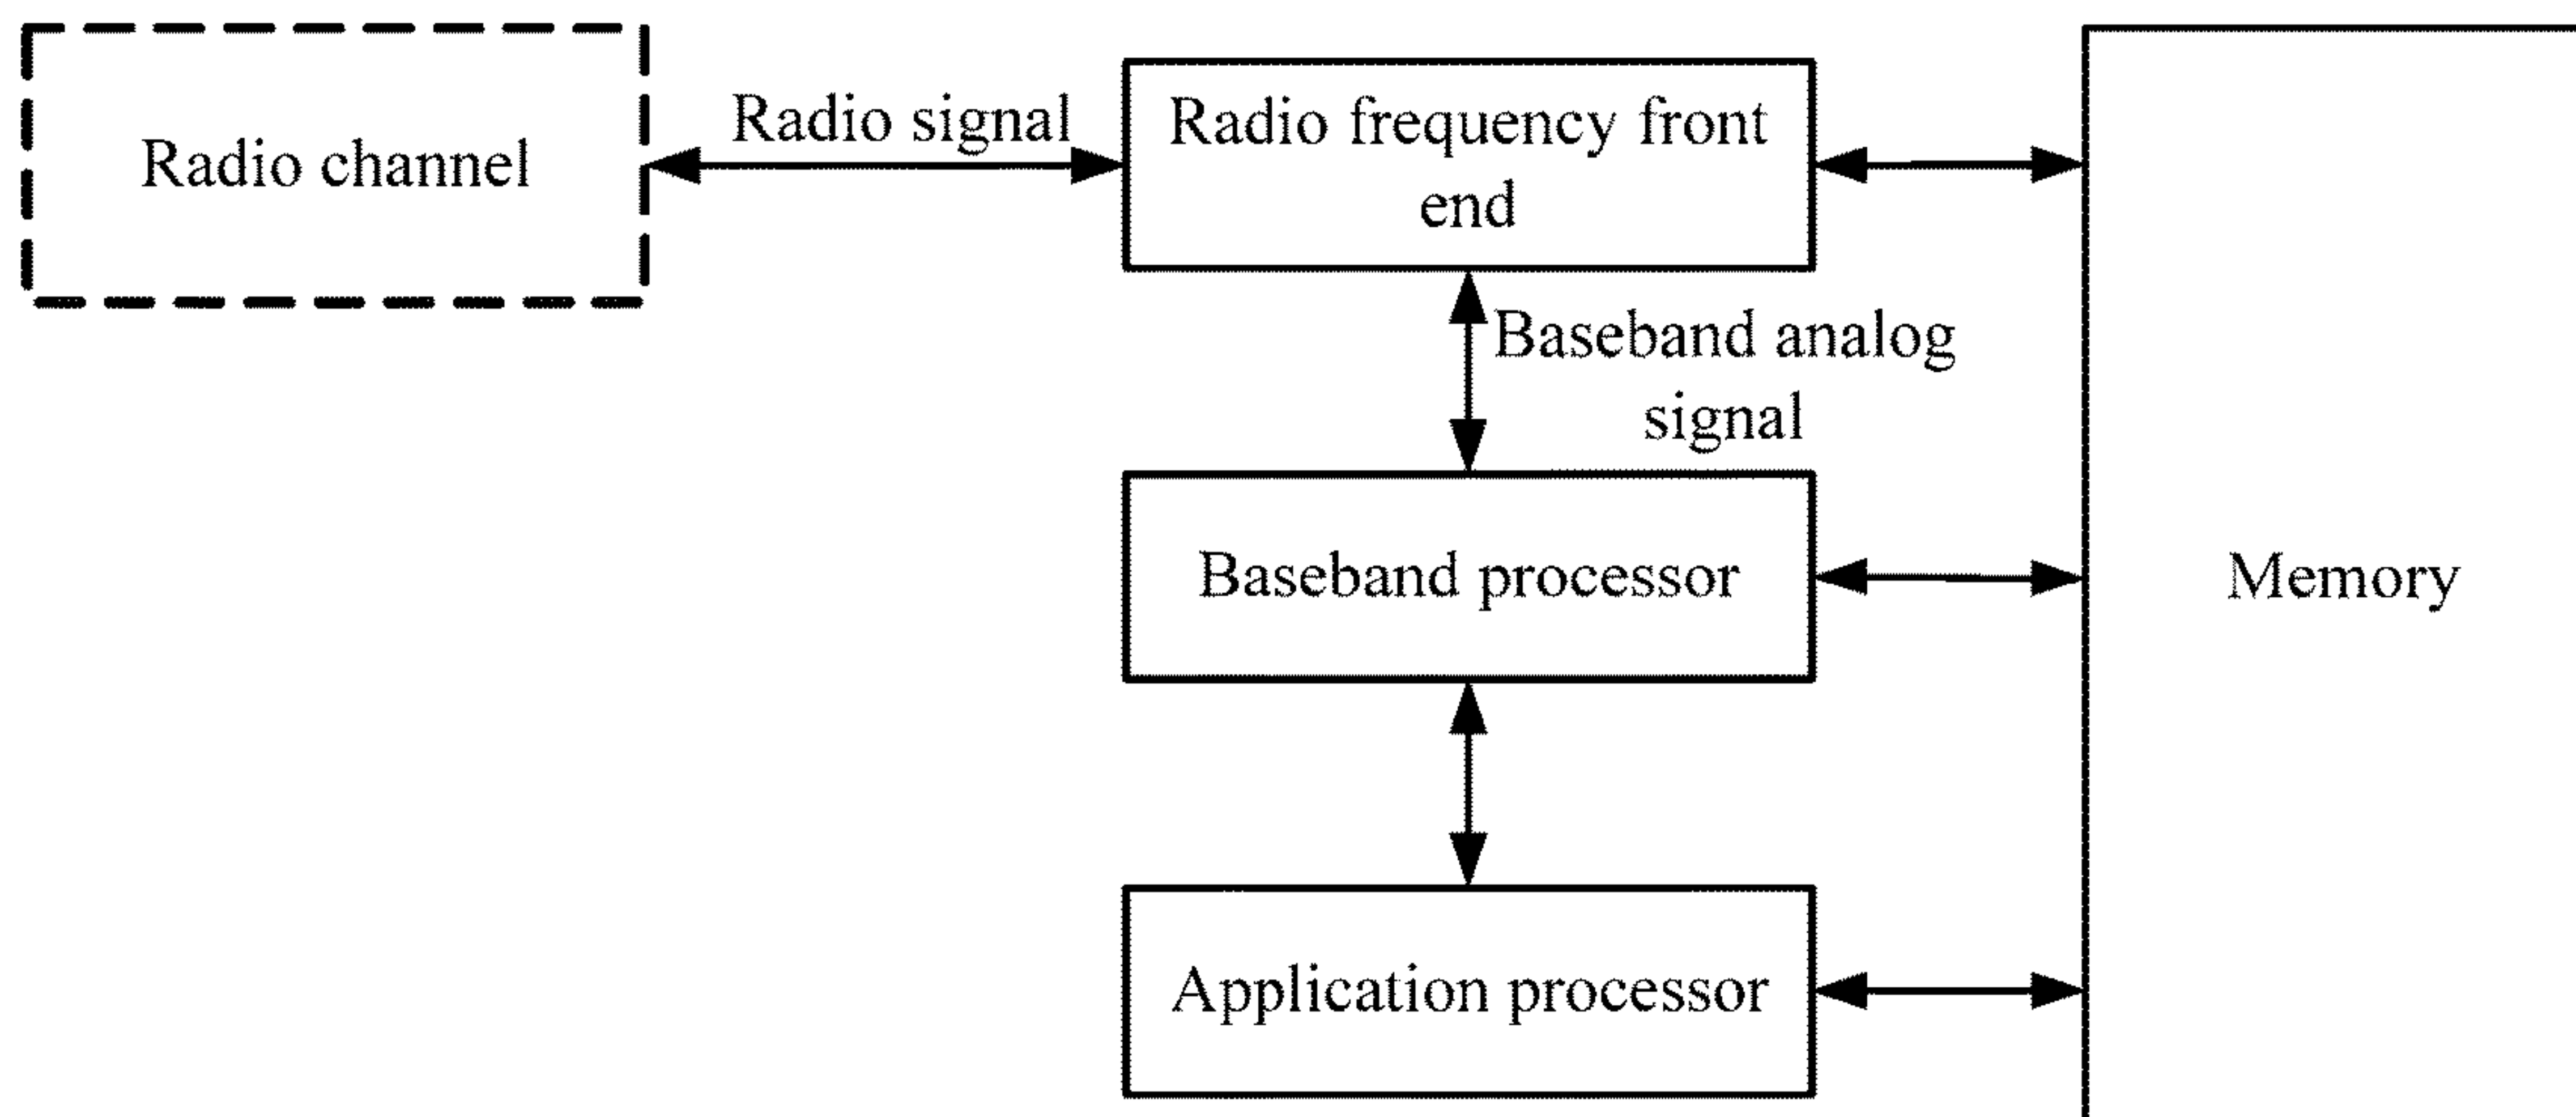 Radio channel
Radio signal
Radio frequency front
end
Baseband analog
signal
Baseband processor
Memory
Application processor